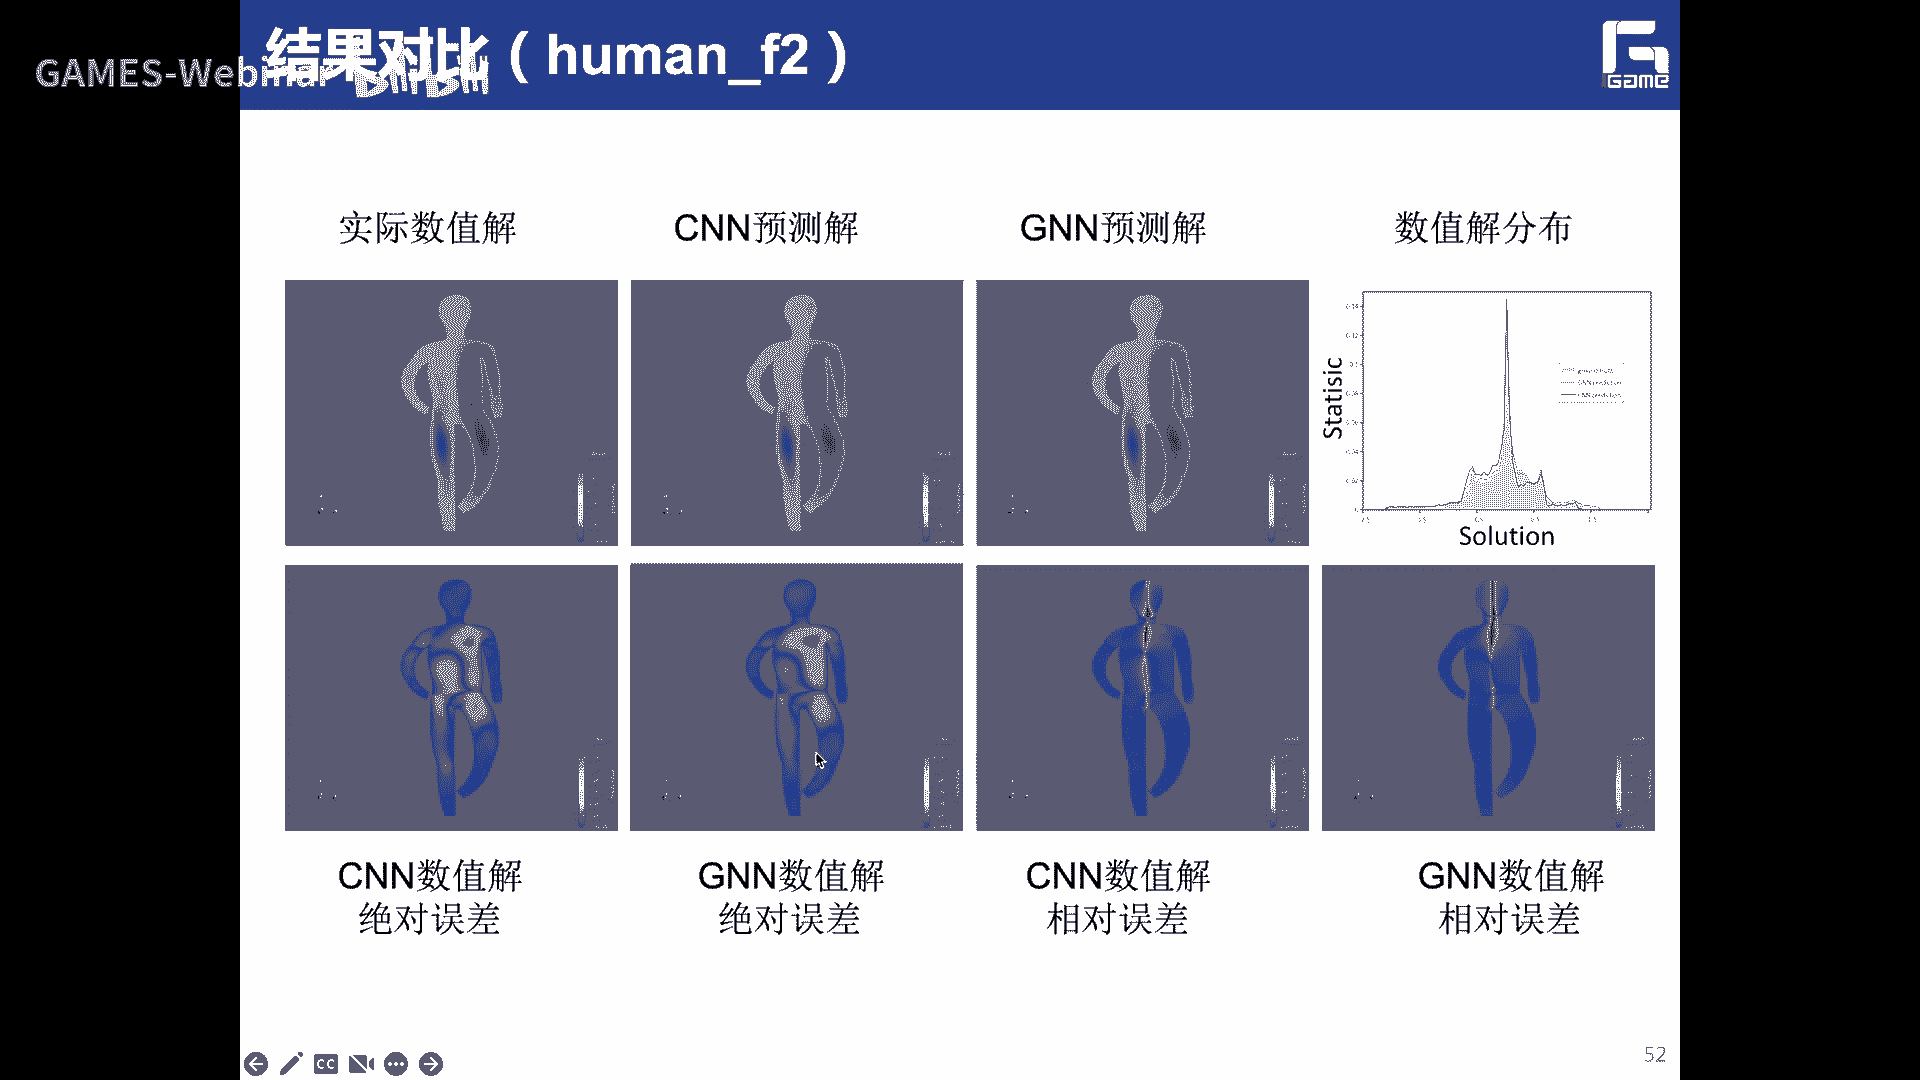 结果对比（human_f2）
GAMES-Webinar
bilibili
GAME
实际数值解
CNN预测解
GNN预测解
数值解分布
Statisic
Solution
CNN数值解
绝对误差
GNN数值解
绝对误差
CNN数值解
相对误差
GNN数值解
相对误差
CC
52